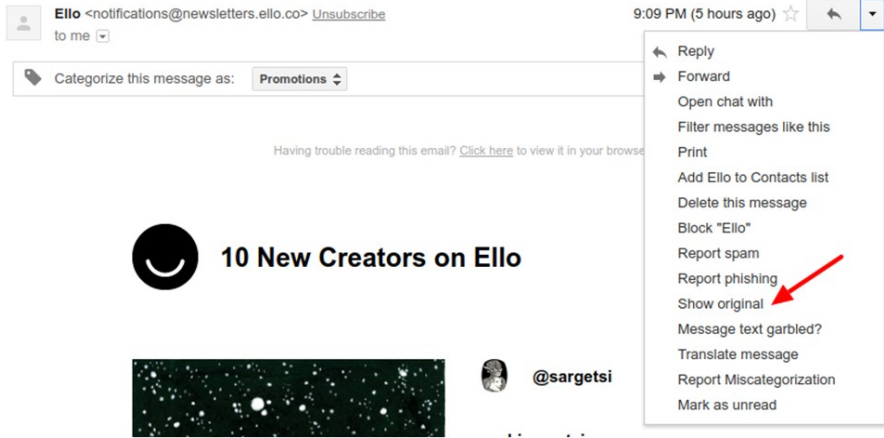 Ello <notifications@newsletters.ello.co> Unsubscribe 9:09 PM (5 hours ago)
to me
Categorize this message as: Promotions
Having trouble reading this email? Click here to view it in your browse
10 New Creators on Ello
@sargetsi
Reply
Forward
Open chat with
Filter messages like this
Print
Add Ello to Contacts list
Delete this message
Block "Ello"
Report spam
Report phishing
Show original
Message text garbled?
Translate message
Report Miscategorization
Mark as unread